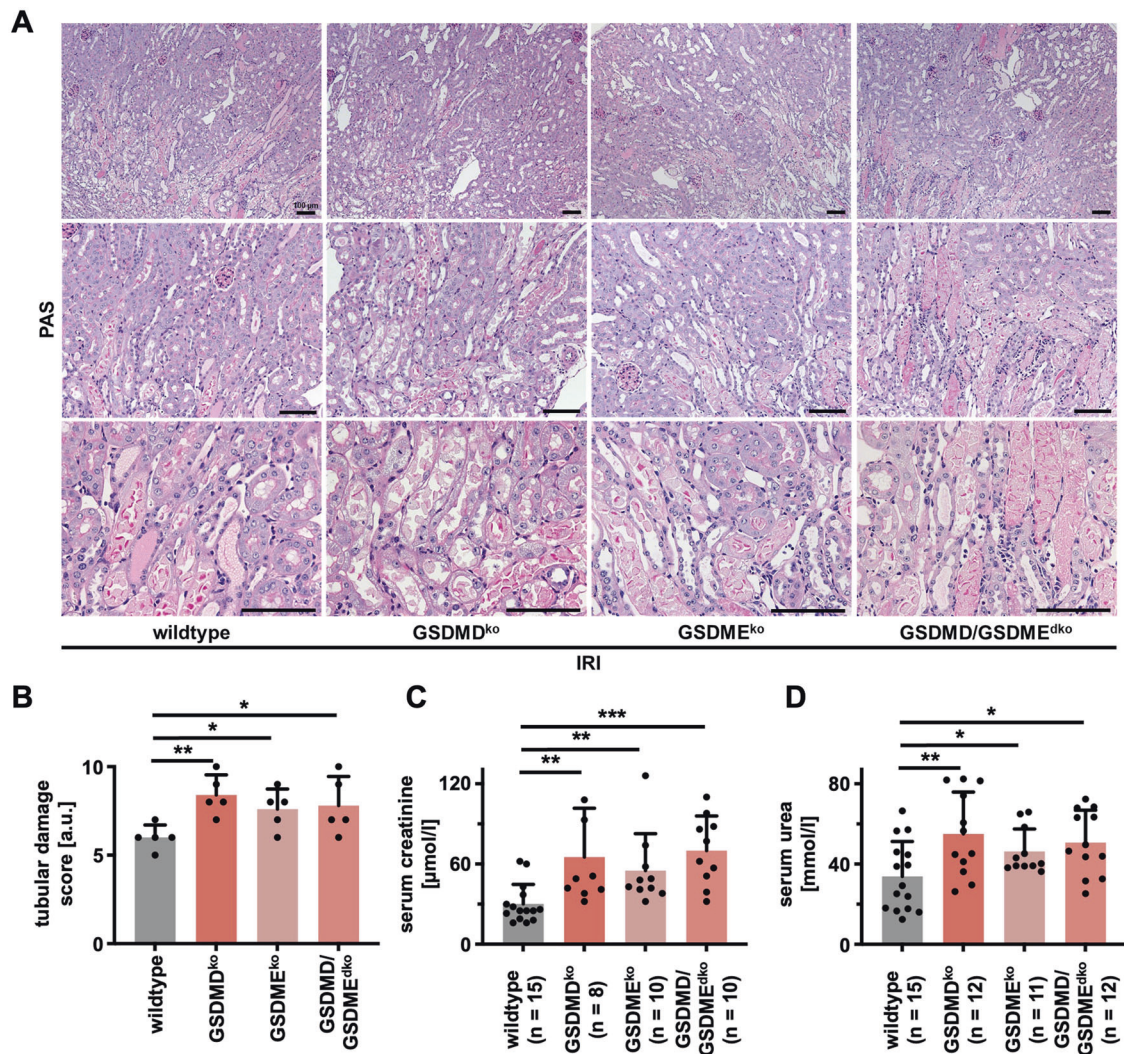 A
100 µm
PAS
wildtype GSDMDko GSDMEko GSDMD/GSDMEdko
IRI
B
* 
*
**
10
5
0
tubular damage
score [a.u.]
wildtype
GSDMDko
GSDMEko
GSDMD/
GSDMEdko
C
***
**
**
120
60
0
serum creatinine
[µmol/l]
wildtype
(n = 15)
GSDMDko
(n = 8)
GSDMEko
(n = 10)
GSDMD/
GSDMEdko
(n = 10)
D
*
*
**
80
40
0
serum urea
[mmol/l]
wildtype
(n = 15)
GSDMDko
(n = 12)
GSDMEko
(n = 11)
GSDMD/
GSDMEdko
(n = 12)